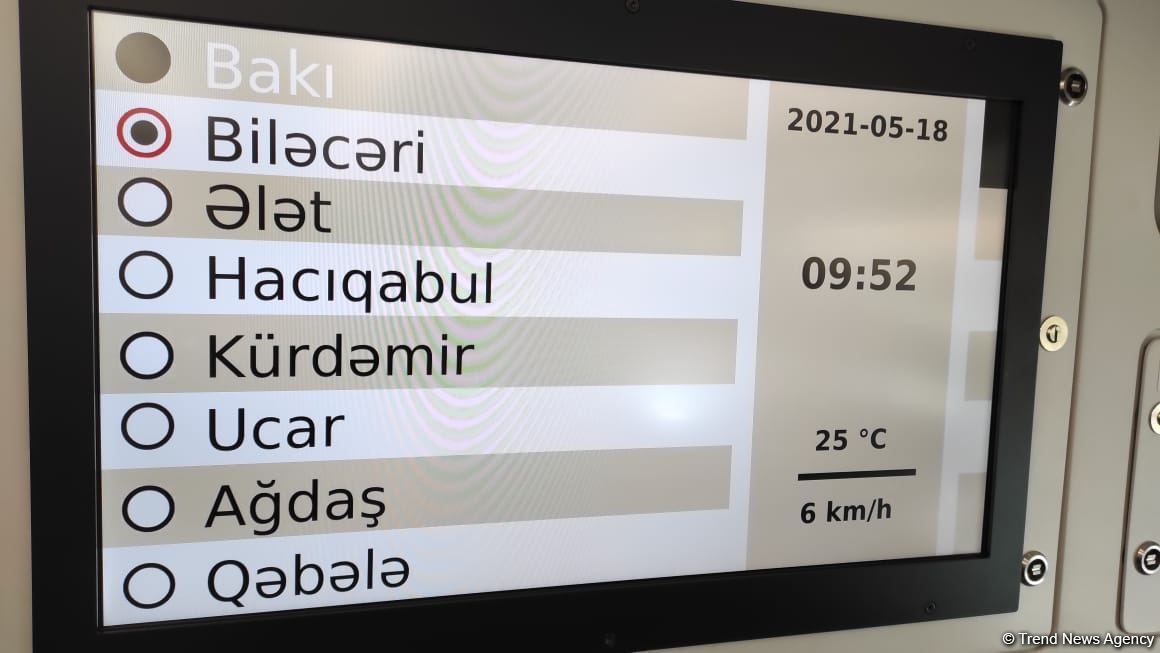 Bakı
Biləcəri
Ələt
Hacıqabul
Kürdəmir
Ucar
Ağdaş
Qəbələ
2021-05-18
09:52
25 °C
6 km/h
© Trend News Agency